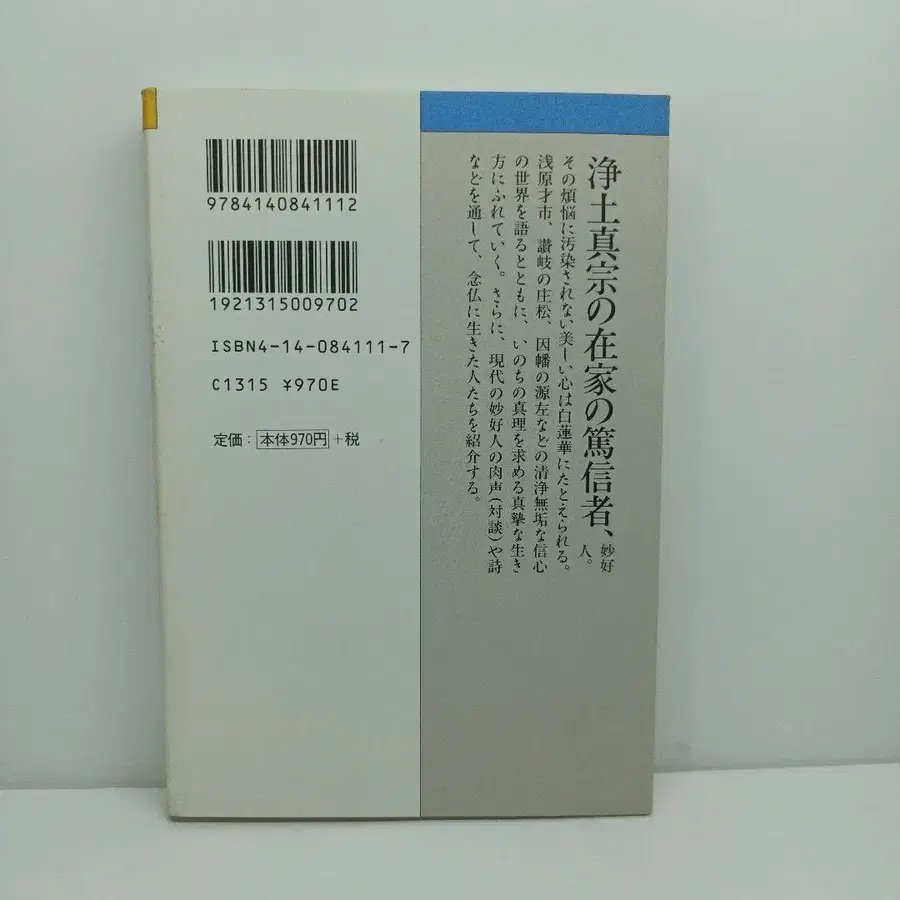 浄土真宗の在家の篤信者、妙好人。
その煩悩に汚染されない美しい心は白蓮華にたとえられる。
浅原才市、讃岐の庄松、因幡の源左などの清浄無垢な信心
の世界を語るとともに、いのちの真理を求める真摯な生き
方にふれていく。さらに、現代の妙好人の肉声(対談)や詩
などを通して、念仏に生きた人たちを紹介する。
9784140841112
1921315009702
ISBN4-14-084111-7
C1315 ¥970E
定価:本体970円+税